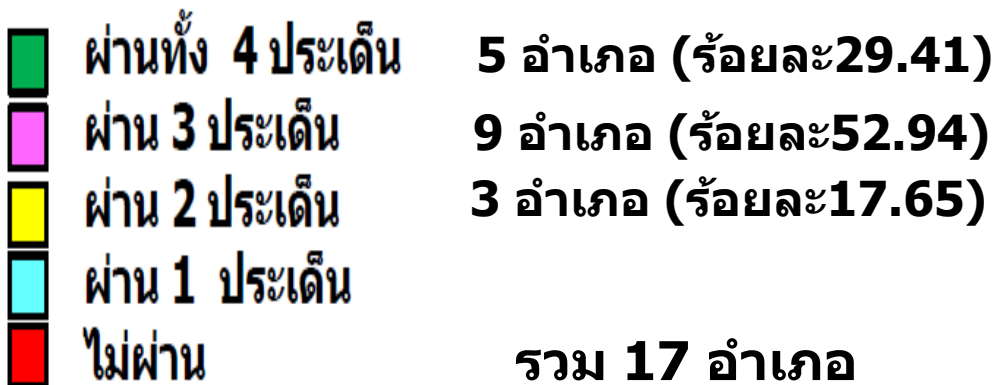 ผ่านทั้ง 4 ประเด็น 5 อำเภอ (ร้อยละ29.41)
ผ่าน 3 ประเด็น 9 อำเภอ (ร้อยละ52.94)
ผ่าน 2 ประเด็น 3 อำเภอ (ร้อยละ17.65)
ผ่าน 1 ประเด็น
ไม่ผ่าน รวม 17 อำเภอ